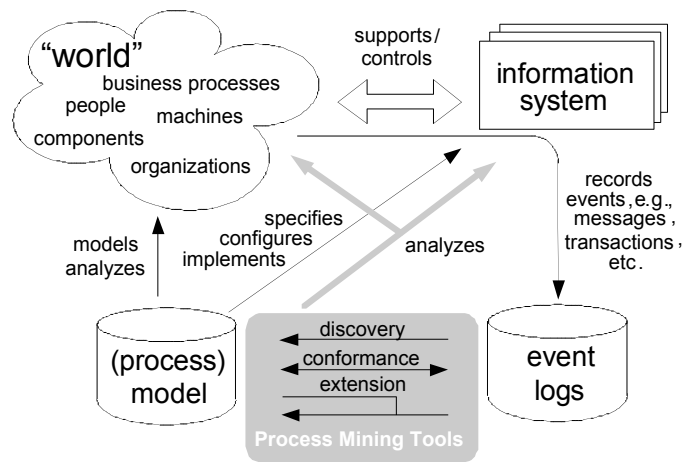 “world”
business processes
people
machines
components
organizations
supports/
controls
information
system
models
analyzes
specifies
configures
implements
analyzes
records
events, e.g.,
messages,
transactions,
etc.
(process)
model
discovery
conformance
extension
Process Mining Tools
event
logs